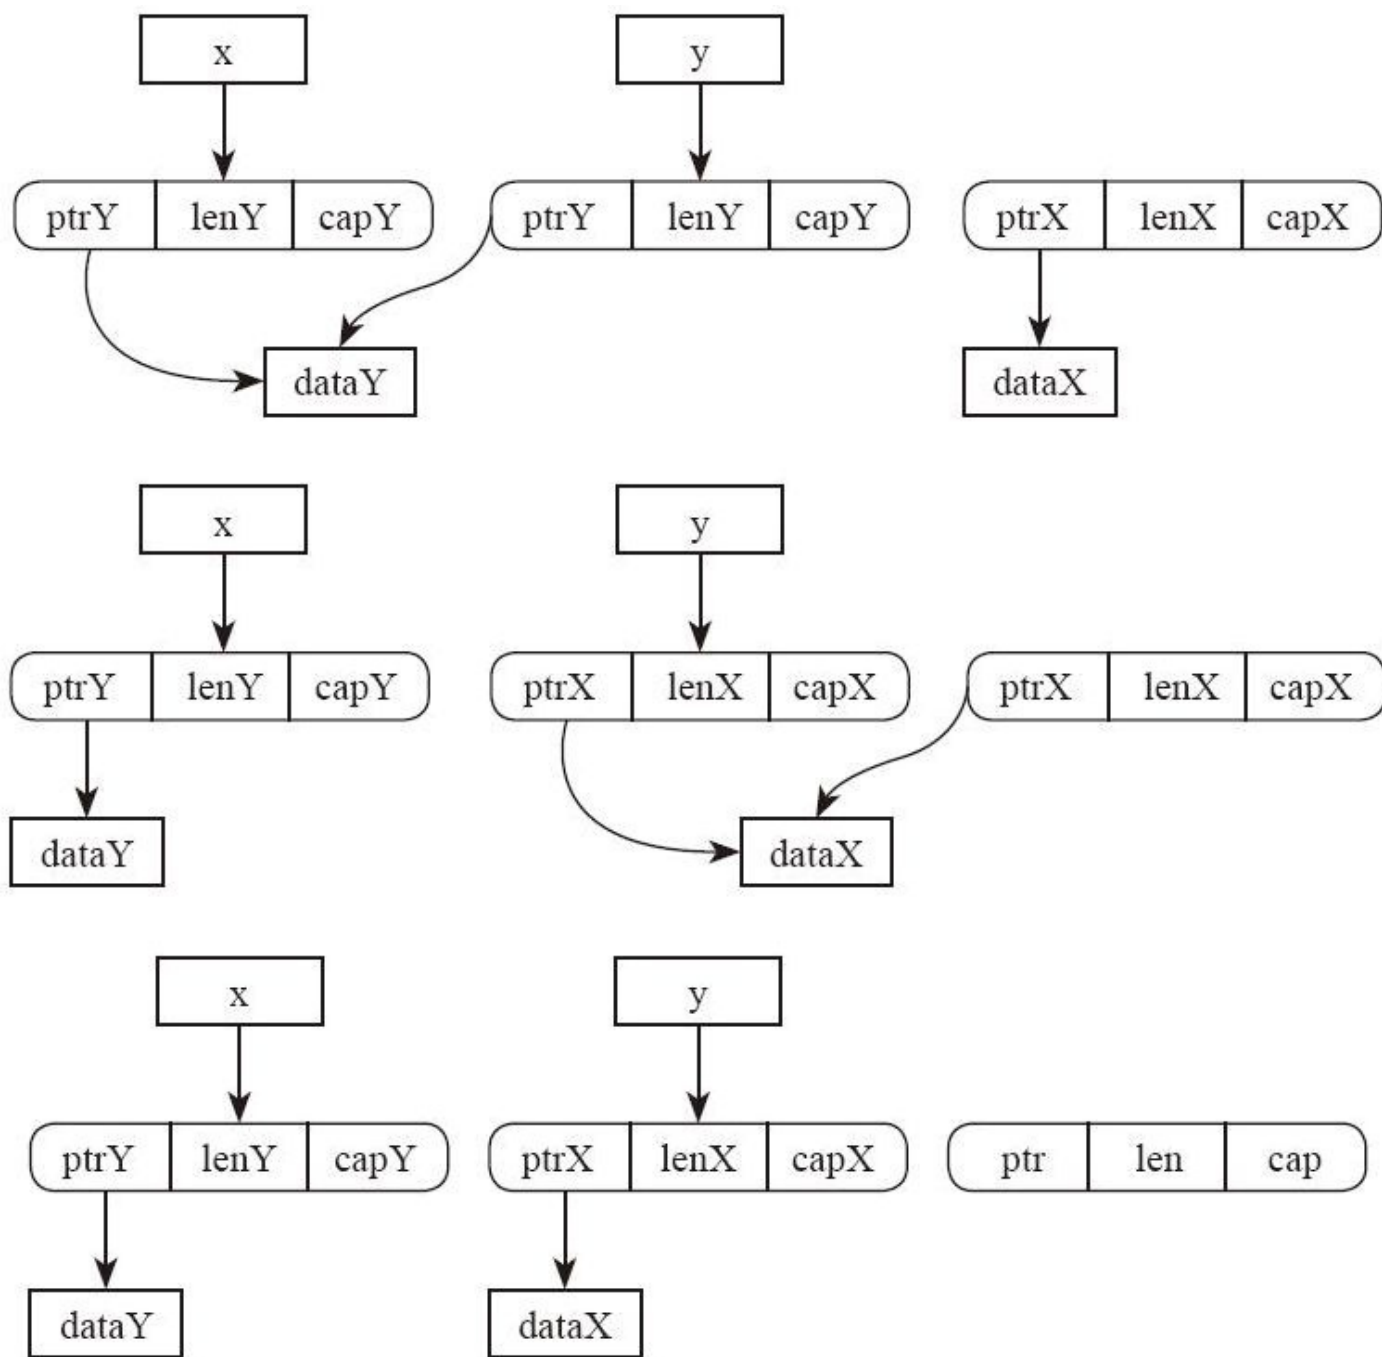 x y
ptrY lenY capY ptrY lenY capY ptrX lenX capX
dataY dataX
x y
ptrY lenY capY ptrX lenX capX ptrX lenX capX
dataY dataX
x y
ptrY lenY capY ptrX lenX capX ptr len cap
dataY dataX